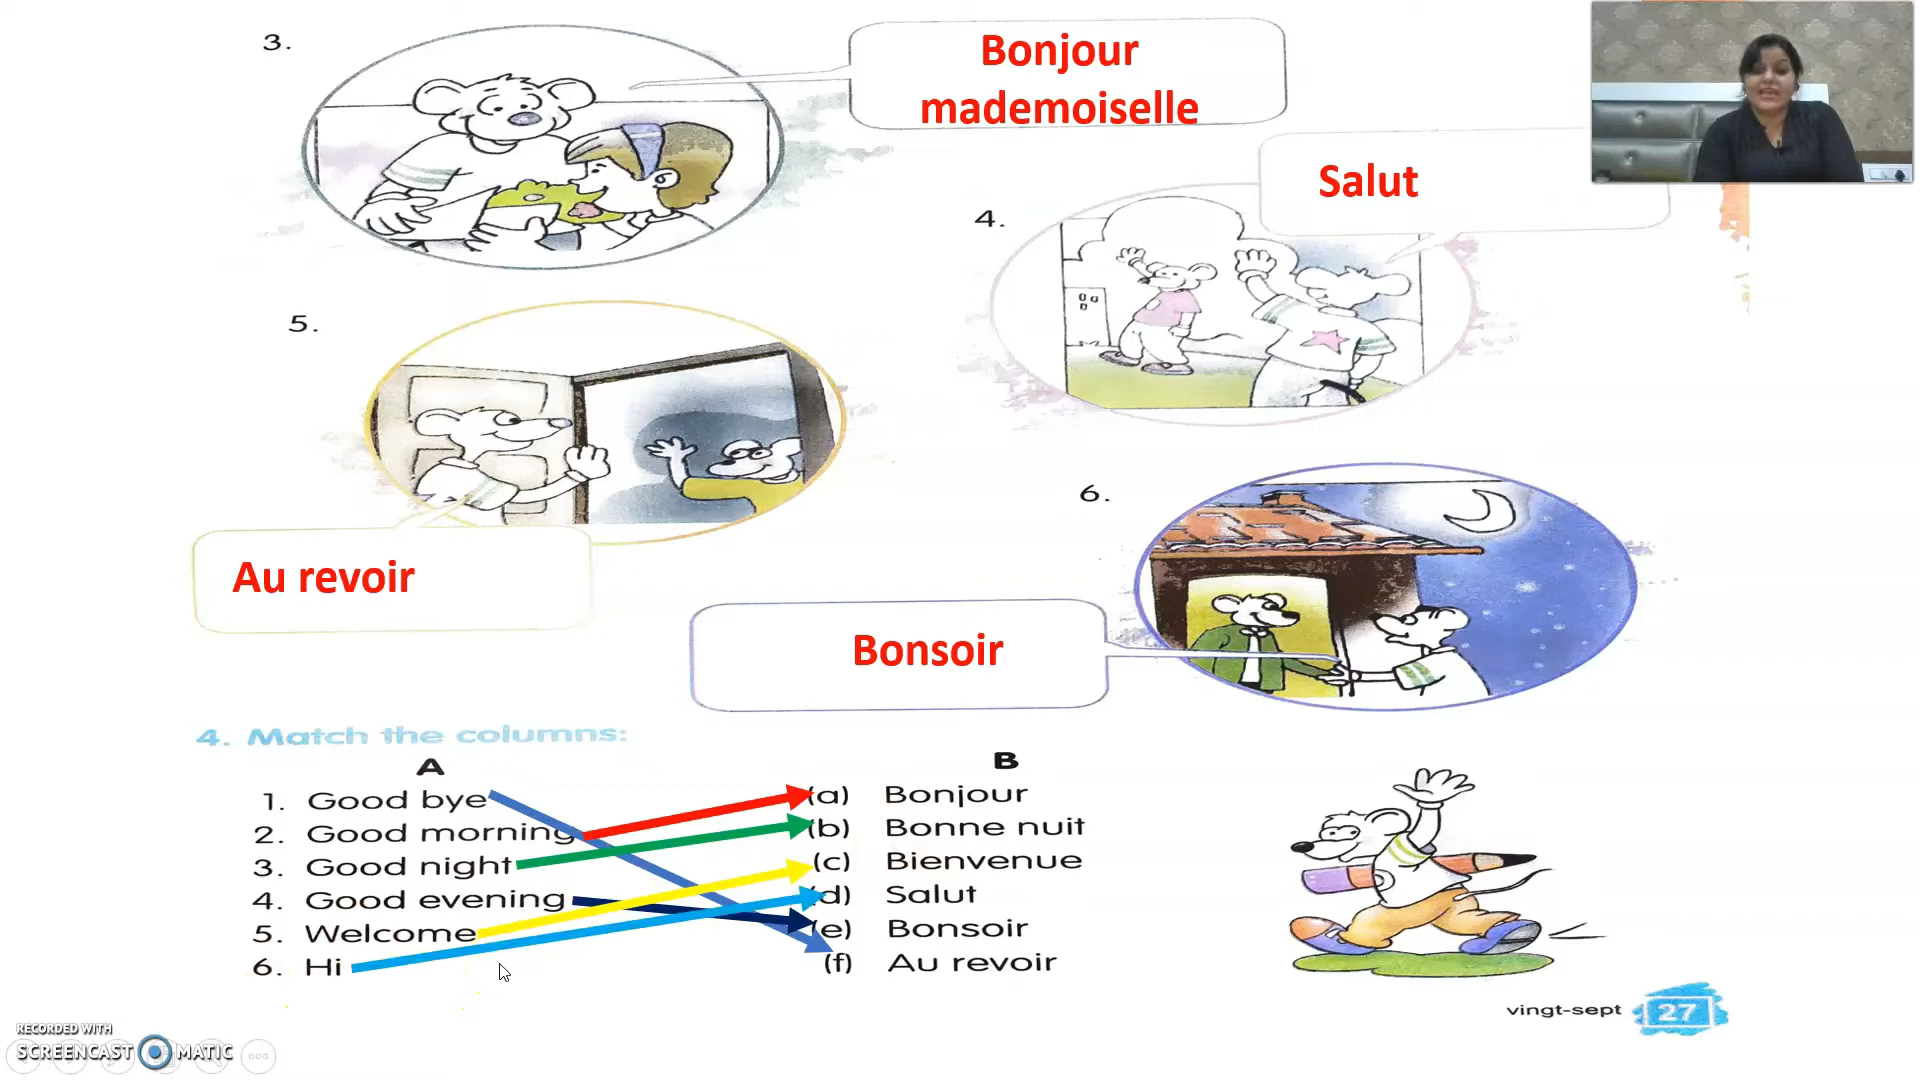 3.
Bonjour
mademoiselle
4.
Salut
5.
Au revoir
6.
Bonsoir
4. Match the columns:
A
B
1. Good bye
(a) Bonjour
2. Good morning
(b) Bonne nuit
3. Good night
(c) Bienvenue
4. Good evening
(d) Salut
5. Welcome
(e) Bonsoir
6. Hi
(f) Au revoir
vingt-sept 27
RECORDED WITH
SCREENCAST MATIC